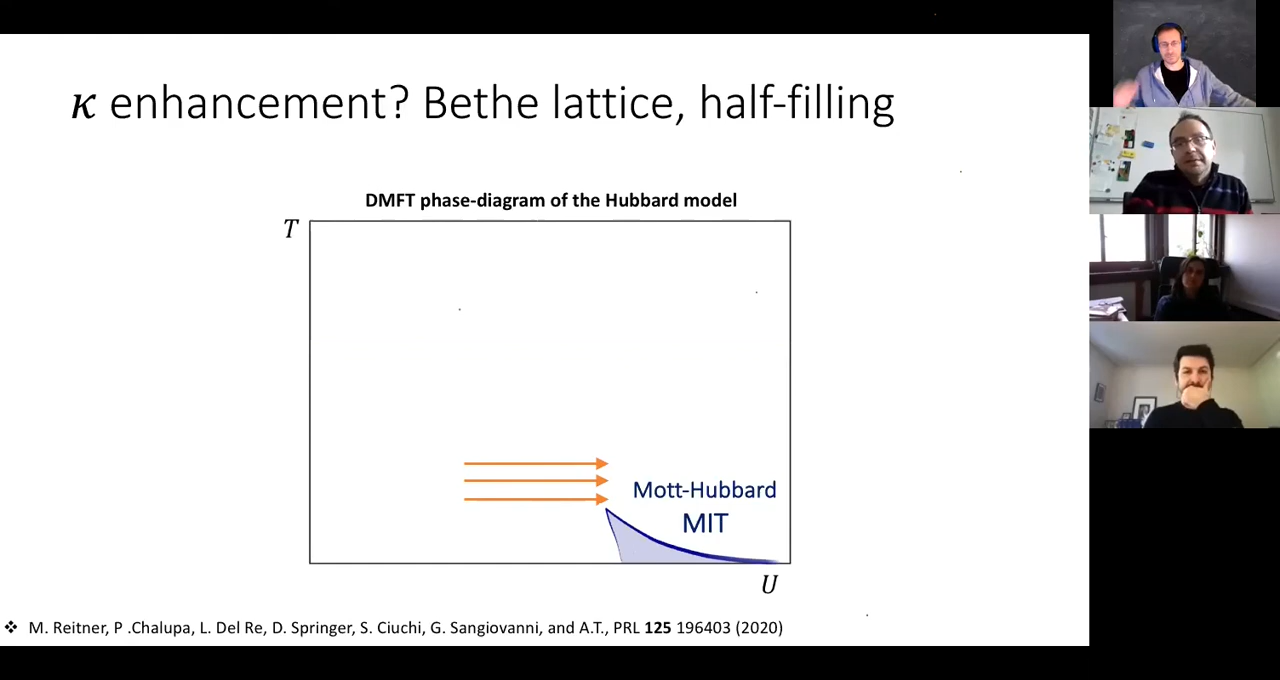 κ enhancement? Bethe lattice, half-filling
DMFT phase-diagram of the Hubbard model
T
Mott-Hubbard
MIT
U
❖ M. Reitner, P .Chalupa, L. Del Re, D. Springer, S. Ciuchi, G. Sangiovanni, and A.T., PRL 125 196403 (2020)